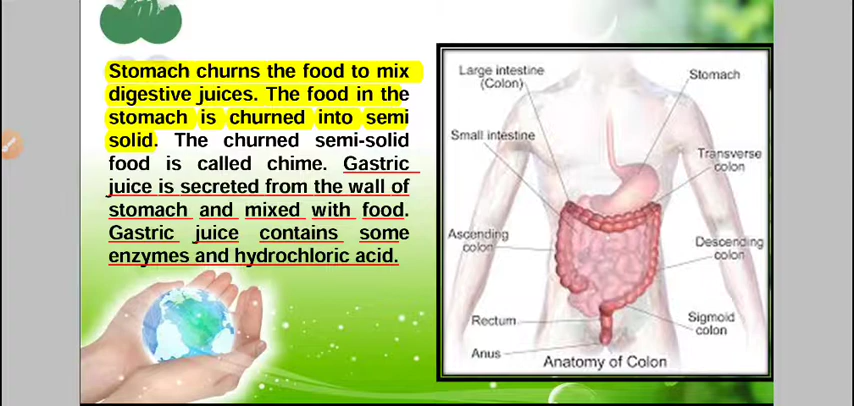 Stomach churns the food to mix
digestive juices. The food in the
stomach is churned into semi
solid. The churned semi-solid
food is called chime. Gastric
juice is secreted from the wall of
stomach and mixed with food.
Gastric juice contains some
enzymes and hydrochloric acid.
Large intestine
(Colon)
Stomach
Small intestine
Transverse
colon
Ascending
colon
Descending
colon
Rectum
Sigmoid
colon
Anus
Anatomy of Colon